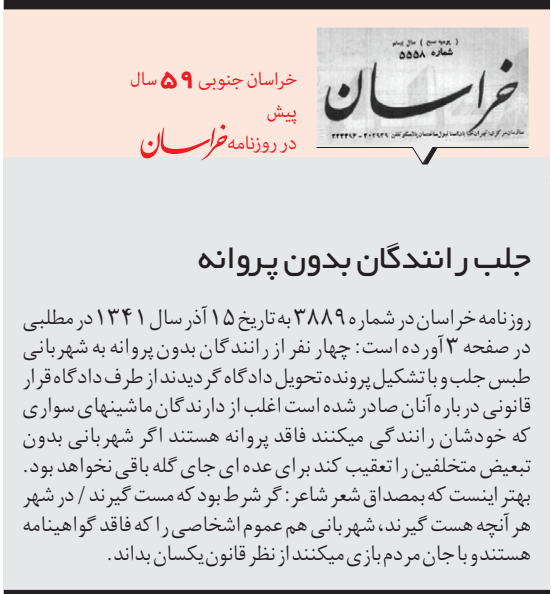 ( یومیه صبح ) سال بیستم
شماره ۵۵۵۸
خراسان
خراسان جنوبی ۵۹ سال
پیش
در روزنامه خراسان
جلب رانندگان بدون پروانه
روزنامه خراسان در شماره ۳۸۸۹ به تاریخ ۱۵ آذر سال ۱۳۴۱ در مطلبی
در صفحه ۳ آورده است: چهار نفر از رانندگان بدون پروانه به شهربانی
طبس جلب و با تشکیل پرونده تحویل دادگاه گردیدند از طرف دادگاه قرار
قانونی درباره آنان صادر شده است اغلب از دارندگان ماشینهای سواری
که خودشان رانندگی میکنند فاقد پروانه هستند اگر شهربانی بدون
تبعیض متخلفین را تعقیب کند برای عده ای جای گله باقی نخواهد بود.
بهتر اینست که بمصداق شعر شاعر: گر شرط بود که مست گیرند / در شهر
هر آنچه هست گیرند، شهربانی هم عموم اشخاصی را که فاقد گواهینامه
هستند و با جان مردم بازی میکنند از نظر قانون یکسان بداند.